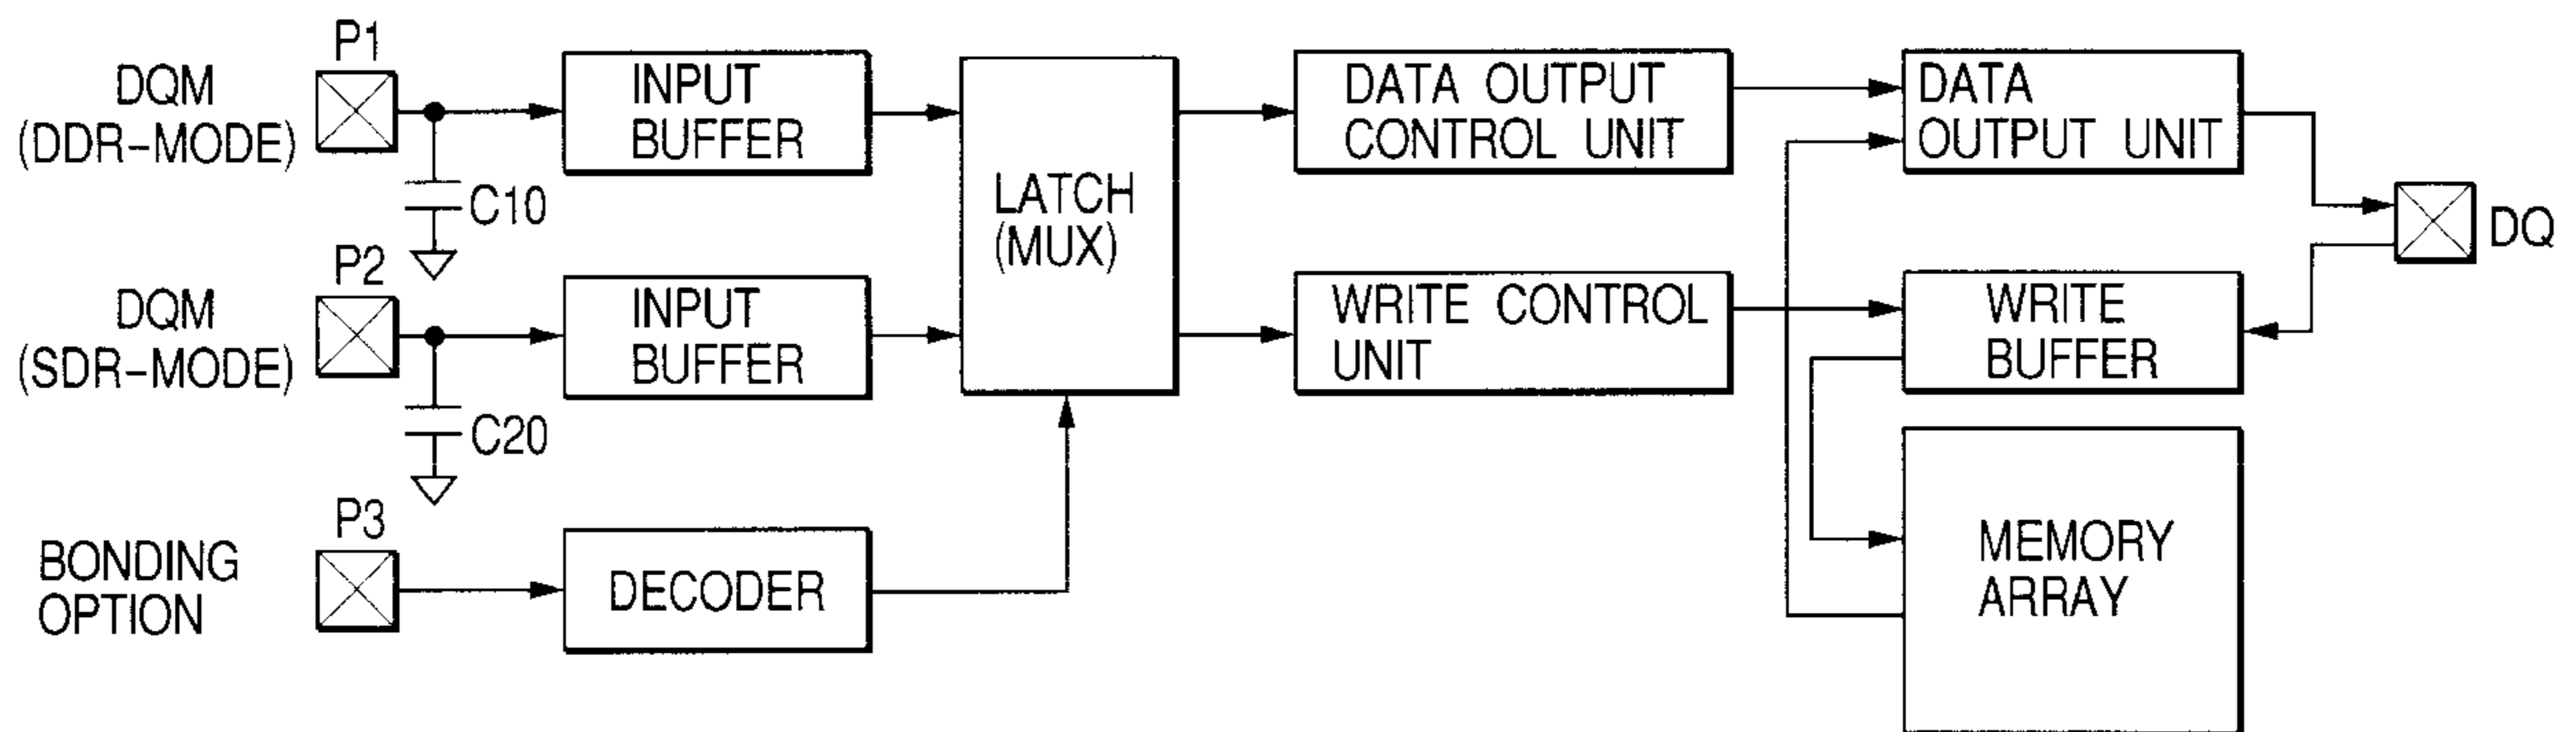 P1
DQM
(DDR-MODE)
INPUT
BUFFER
C10
P2
DQM
(SDR-MODE)
INPUT
BUFFER
C20
P3
BONDING
OPTION
DECODER
LATCH
(MUX)
DATA OUTPUT
CONTROL UNIT
WRITE CONTROL
UNIT
DATA
OUTPUT UNIT
WRITE
BUFFER
MEMORY
ARRAY
DQ